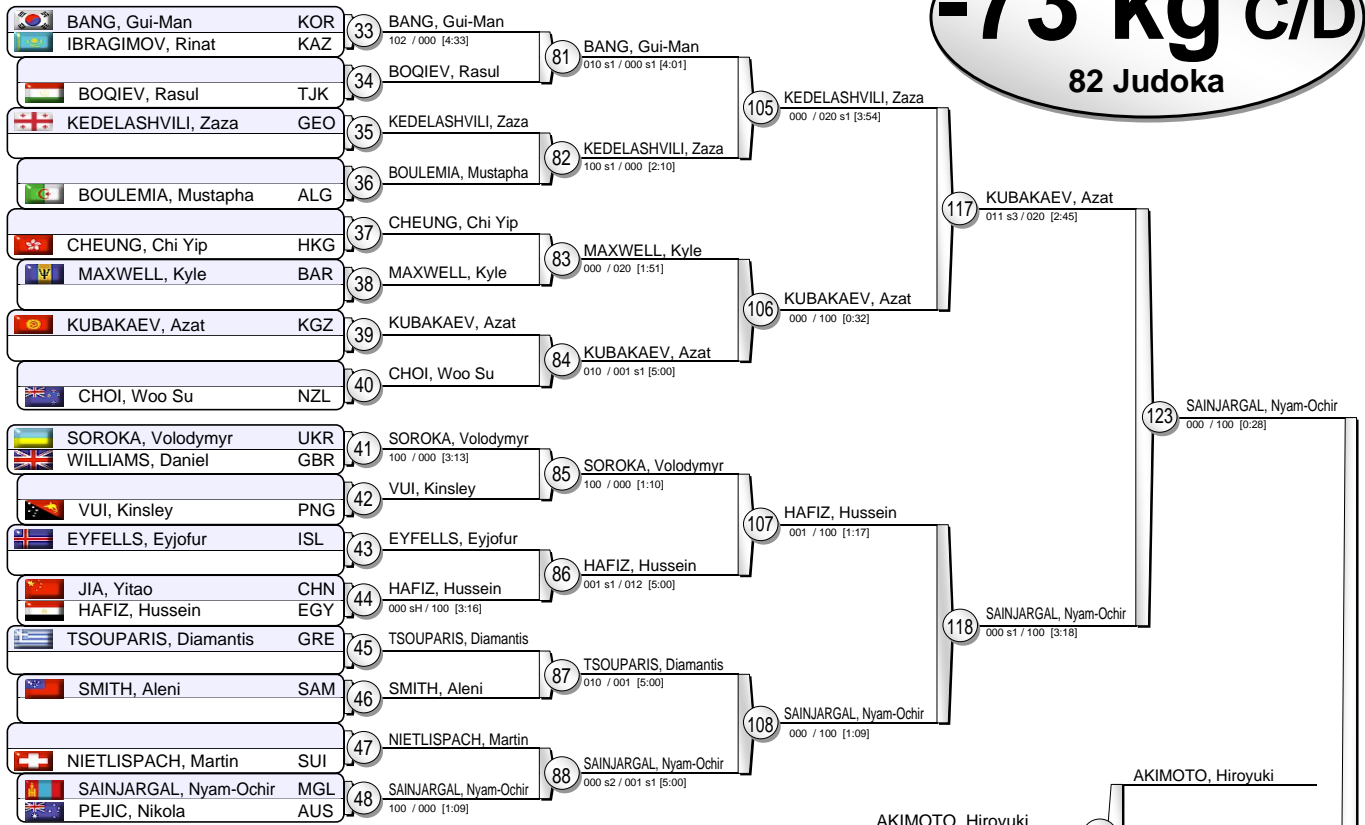 -73 kg C/D
82 Judoka
BANG, Gui-Man KOR
IBRAGIMOV, Rinat KAZ
BOQIEV, Rasul TJK
KEDELASHVILI, Zaza GEO
BOULEMIA, Mustapha ALG
CHEUNG, Chi Yip HKG
MAXWELL, Kyle BAR
KUBAKAEV, Azat KGZ
CHOI, Woo Su NZL
SOROKA, Volodymyr UKR
WILLIAMS, Daniel GBR
VUI, Kinsley PNG
EYFELLS, Eyjofur ISL
JIA, Yitao CHN
HAFIZ, Hussein EGY
TSOUPARIS, Diamantis GRE
SMITH, Aleni SAM
NIETLISPACH, Martin SUI
SAINJARGAL, Nyam-Ochir MGL
PEJIC, Nikola AUS
33
BANG, Gui-Man
102 / 000 [4:33]
34
BOQIEV, Rasul
35
KEDELASHVILI, Zaza
36
BOULEMIA, Mustapha
37
CHEUNG, Chi Yip
38
MAXWELL, Kyle
39
KUBAKAEV, Azat
40
CHOI, Woo Su
41
SOROKA, Volodymyr
100 / 000 [3:13]
42
VUI, Kinsley
43
EYFELLS, Eyjofur
44
HAFIZ, Hussein
000 sH / 100 [3:16]
45
TSOUPARIS, Diamantis
46
SMITH, Aleni
47
NIETLISPACH, Martin
48
SAINJARGAL, Nyam-Ochir
100 / 000 [1:09]
81
BANG, Gui-Man
010 s1 / 000 s1 [4:01]
82
KEDELASHVILI, Zaza
100 s1 / 000 [2:10]
83
MAXWELL, Kyle
000 / 020 [1:51]
84
KUBAKAEV, Azat
010 / 001 s1 [5:00]
85
SOROKA, Volodymyr
100 / 000 [1:10]
86
HAFIZ, Hussein
001 s1 / 012 [5:00]
87
TSOUPARIS, Diamantis
010 / 001 [5:00]
88
SAINJARGAL, Nyam-Ochir
000 s2 / 001 s1 [5:00]
105
KEDELASHVILI, Zaza
000 / 020 s1 [3:54]
106
KUBAKAEV, Azat
000 / 100 [0:32]
107
HAFIZ, Hussein
001 / 100 [1:17]
108
SAINJARGAL, Nyam-Ochir
000 / 100 [1:09]
117
KUBAKAEV, Azat
011 s3 / 020 [2:45]
118
SAINJARGAL, Nyam-Ochir
000 s1 / 100 [3:18]
123
SAINJARGAL, Nyam-Ochir
000 / 100 [0:28]
AKIMOTO, Hiroyuki
AKIMOTO, Hiroyuki